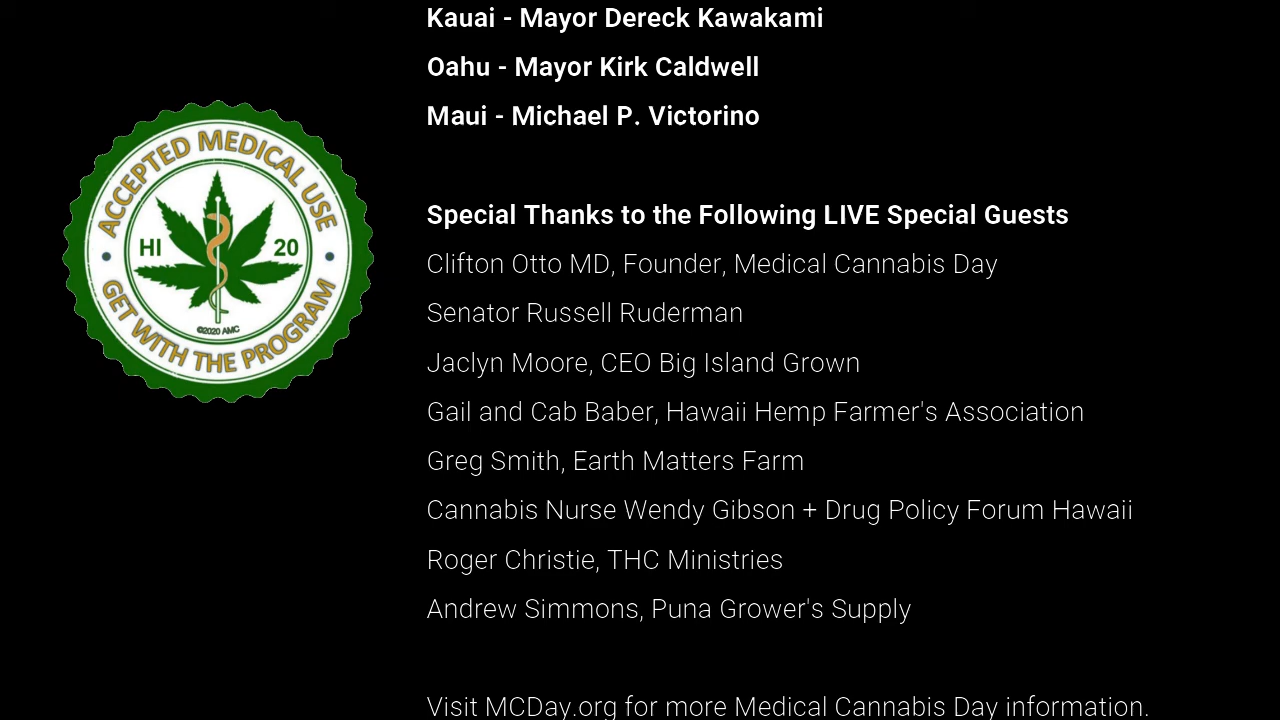 Kauai - Mayor Dereck Kawakami
Oahu - Mayor Kirk Caldwell
Maui - Michael P. Victorino
ACCEPTED MEDICAL USE
HI 20
©2020 AMC
GET WITH THE PROGRAM
Special Thanks to the Following LIVE Special Guests
Clifton Otto MD, Founder, Medical Cannabis Day
Senator Russell Ruderman
Jaclyn Moore, CEO Big Island Grown
Gail and Cab Baber, Hawaii Hemp Farmer's Association
Greg Smith, Earth Matters Farm
Cannabis Nurse Wendy Gibson + Drug Policy Forum Hawaii
Roger Christie, THC Ministries
Andrew Simmons, Puna Grower's Supply
Visit MCDay.org for more Medical Cannabis Day information.